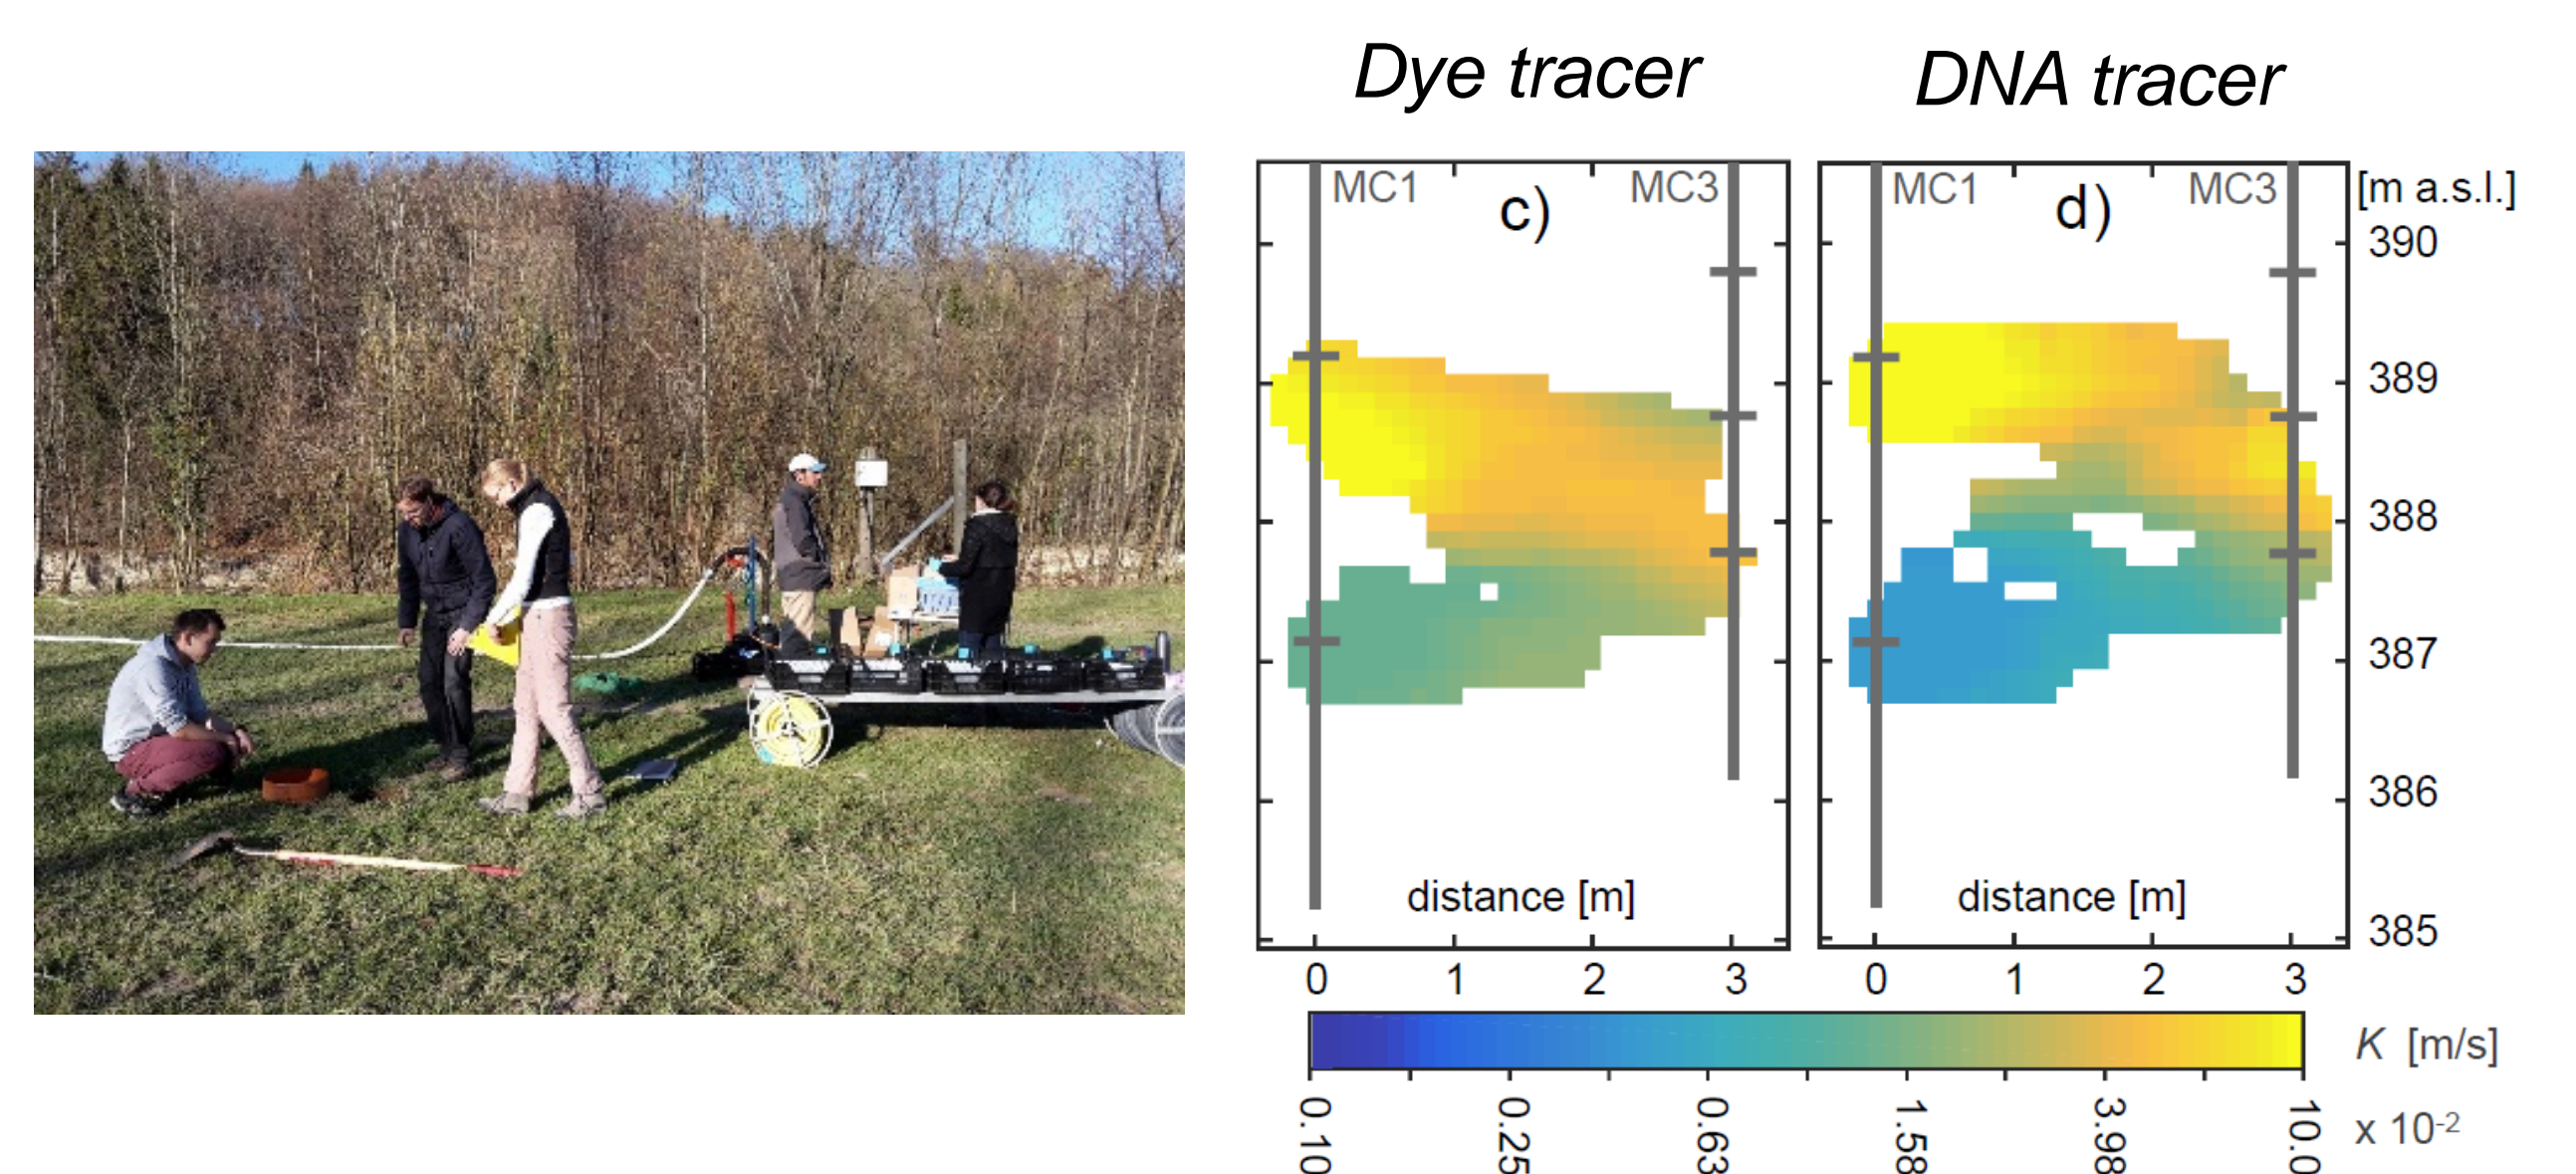 Dye tracer
DNA tracer
MC1
c)
MC3
MC1
d)
MC3
[m a.s.l.]
390
389
388
387
386
385
distance [m]
distance [m]
0 1 2 3
0 1 2 3
K [m/s]
0.10 0.25 0.63 1.58 3.98 10.0
x 10-2